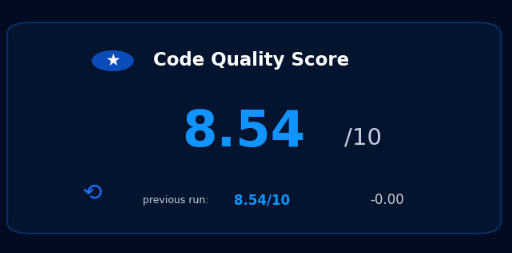 Code Quality Score
8.54 /10
previous run: 8.54/10 -0.00